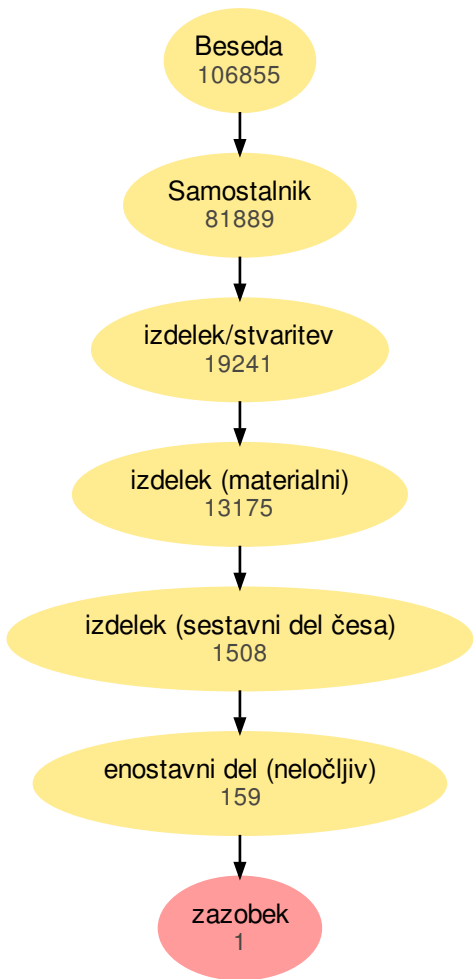 Beseda
106855
Samostalnik
81889
izdelek/stvaritev
19241
izdelek (materialni)
13175
izdelek (sestavni del česa)
1508
enostavni del (neločljiv)
159
zazobek
1